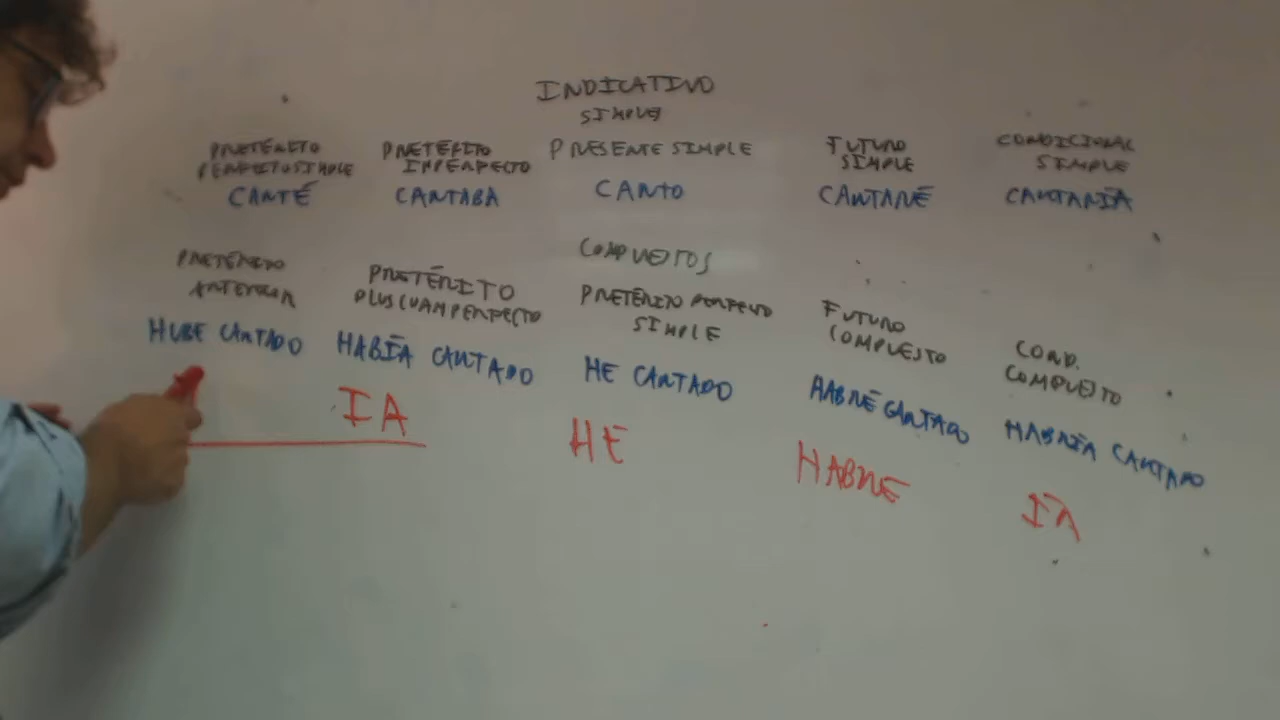 INDICATIVO
SIMPLES
PRETÉRITO PRETÉRITO PRESENTE SIMPLE FUTURO CONDICIONAL
PERFECTO SIMPLE IMPERFECTO SIMPLE SIMPLE
CANTÉ CANTABA CANTO CANTARÉ CANTARÍA
COMPUESTOS
PRETÉRITO PRETÉRITO PRETÉRITO PERFECTO FUTURO COND.
ANTERIOR PLUSCUAMPERFECTO SIMPLE COMPUESTO COMPUESTO
HUBE CANTADO HABÍA CANTADO HE CANTADO HABRÉ CANTADO HABRÍA CANTADO
IA HE HABRE ÍA